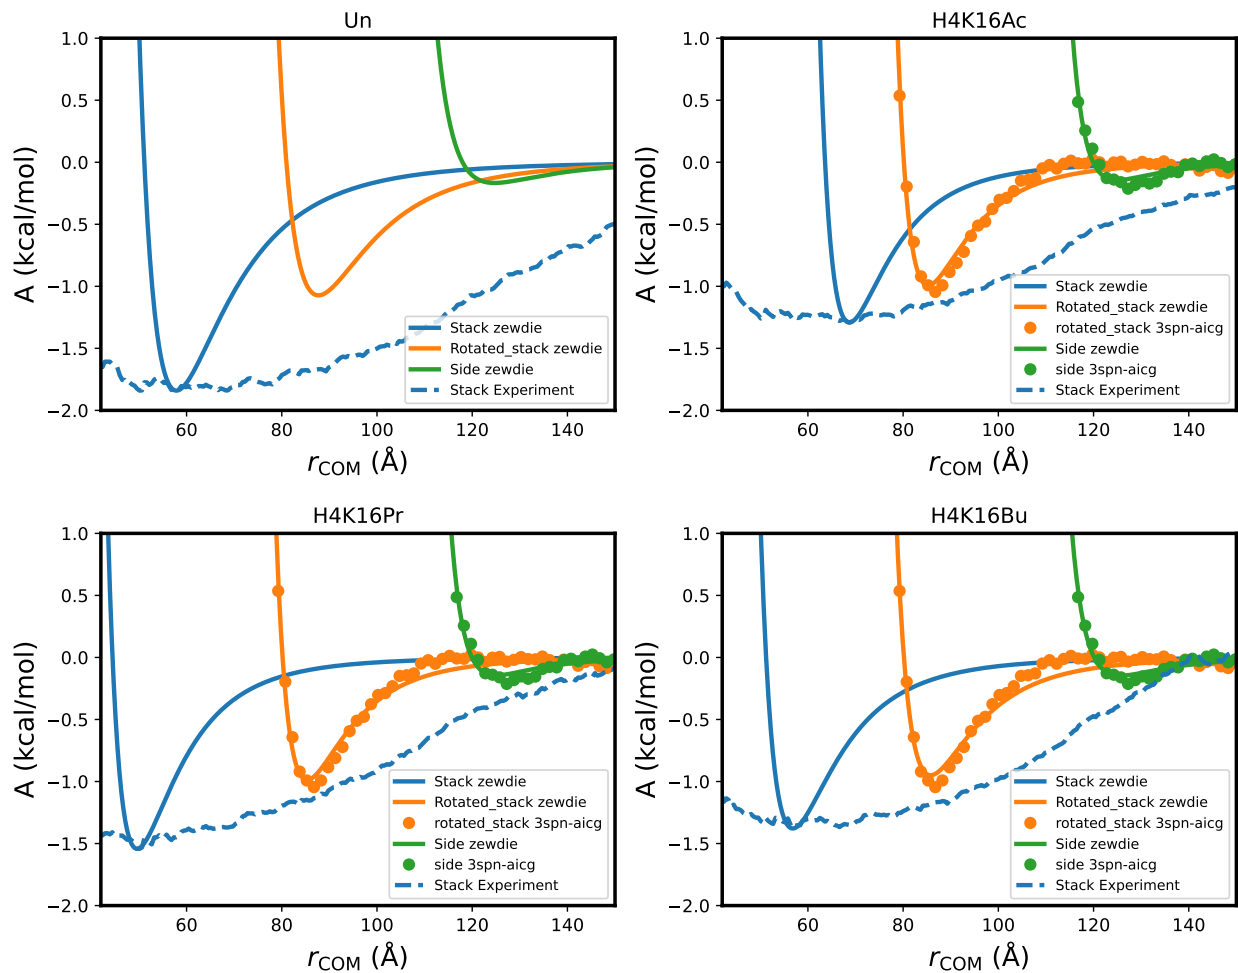 Un
1.0
0.5
0.0
−0.5
−1.0
−1.5
−2.0
A (kcal/mol)
60 80 100 120 140
rCOM (Å)
Stack zewdie
Rotated_stack zewdie
Side zewdie
Stack Experiment
H4K16Ac
1.0
0.5
0.0
−0.5
−1.0
−1.5
−2.0
A (kcal/mol)
60 80 100 120 140
rCOM (Å)
Stack zewdie
Rotated_stack zewdie
rotated_stack 3spn-aicg
Side zewdie
side 3spn-aicg
Stack Experiment
H4K16Pr
1.0
0.5
0.0
−0.5
−1.0
−1.5
−2.0
A (kcal/mol)
60 80 100 120 140
rCOM (Å)
Stack zewdie
Rotated_stack zewdie
rotated_stack 3spn-aicg
Side zewdie
side 3spn-aicg
Stack Experiment
H4K16Bu
1.0
0.5
0.0
−0.5
−1.0
−1.5
−2.0
A (kcal/mol)
60 80 100 120 140
rCOM (Å)
Stack zewdie
Rotated_stack zewdie
rotated_stack 3spn-aicg
Side zewdie
side 3spn-aicg
Stack Experiment